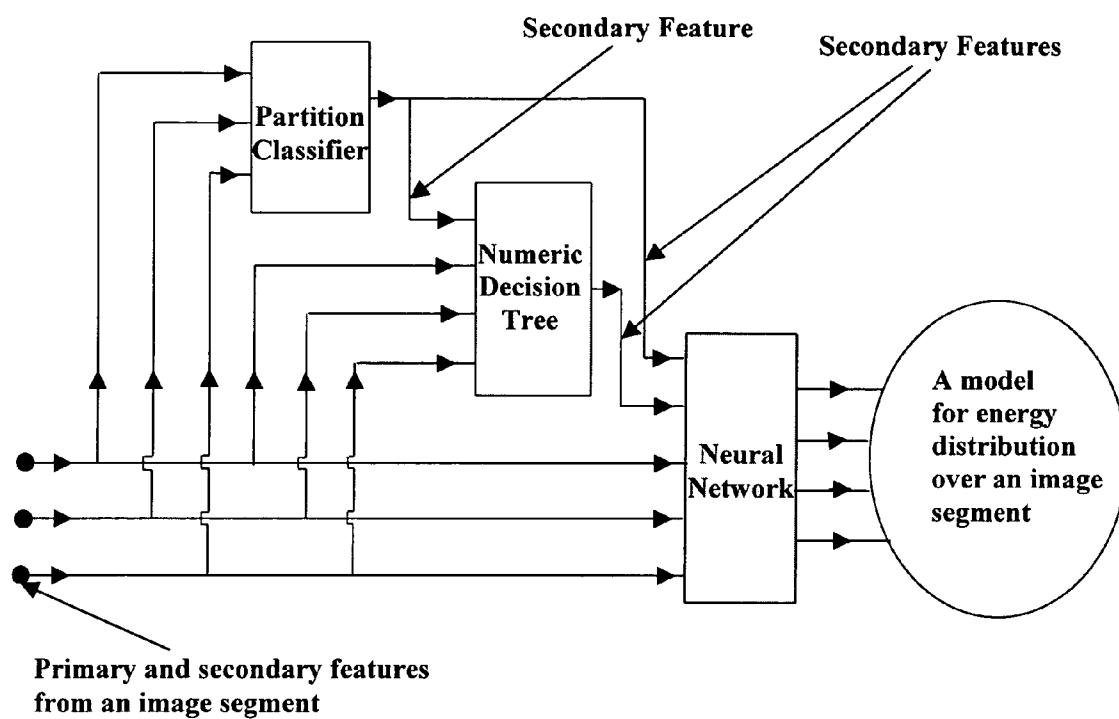 Secondary Feature
Secondary Features
Partition
Classifier
Numeric
Decision
Tree
Neural
Network
A model
for energy
distribution
over an image
segment
Primary and secondary features
from an image segment